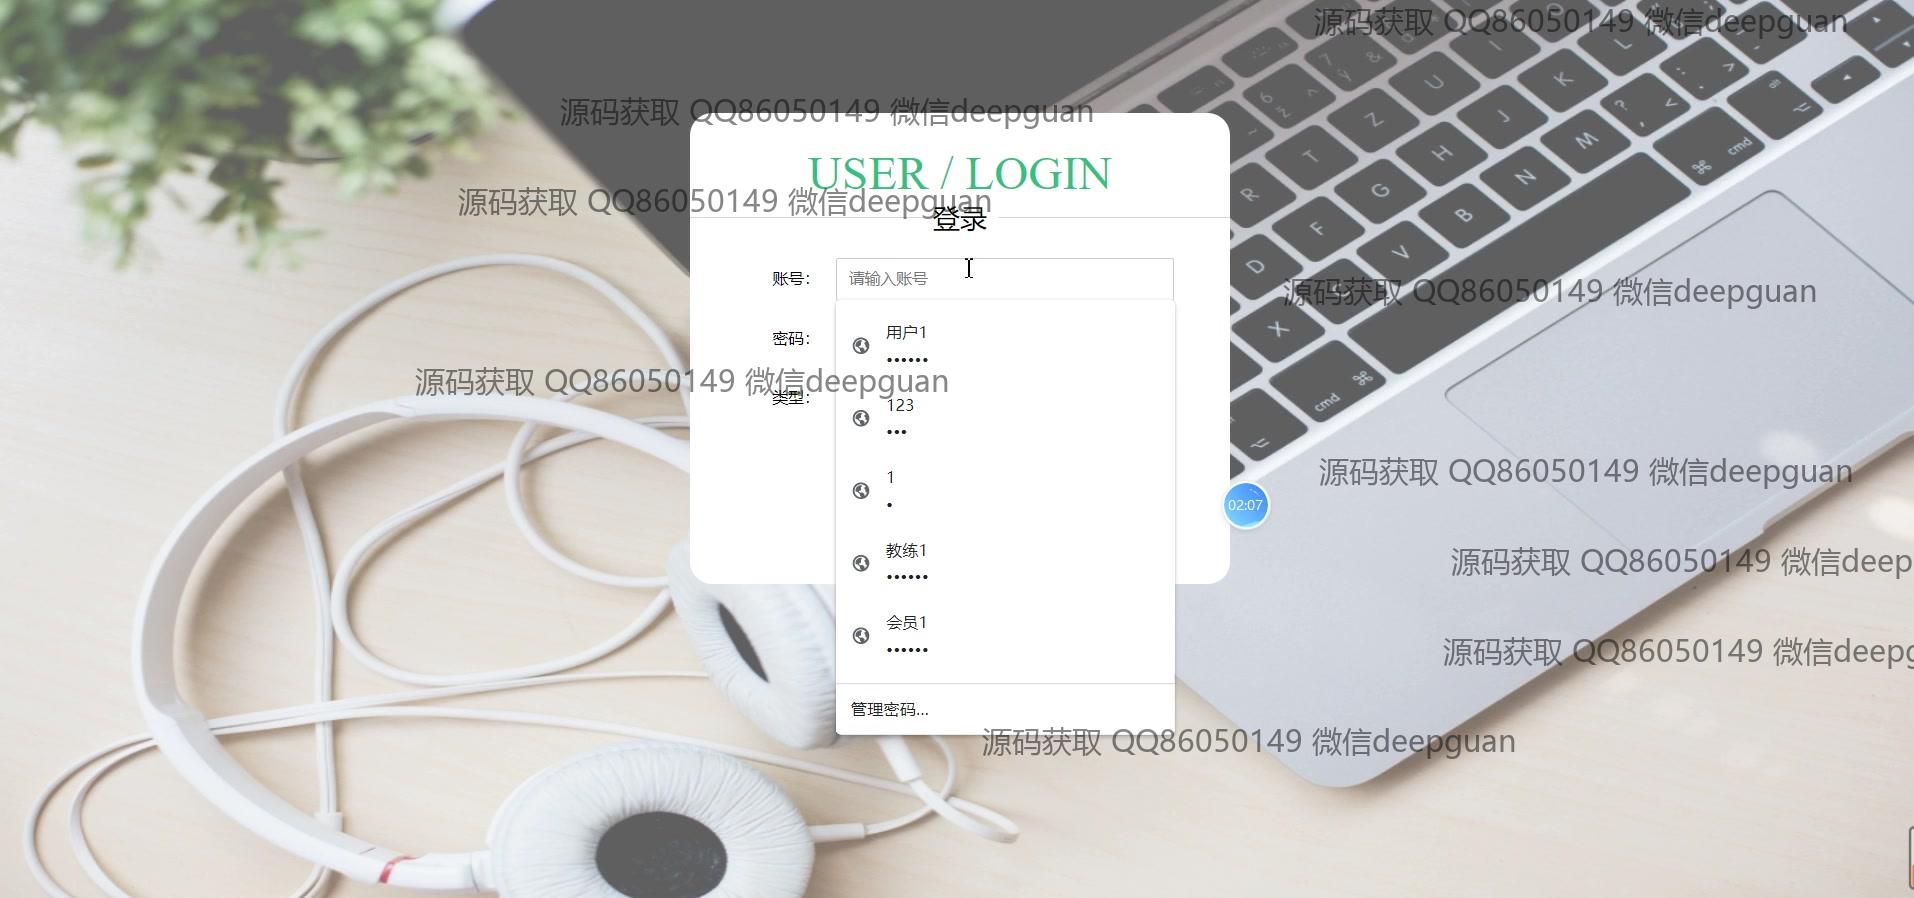 源码获取 QQ86050149 微信deepguan
源码获取 QQ86050149 微信deepguan
USER / LOGIN
源码获取 QQ86050149 微信deepguan
登录
账号：
请输入账号
源码获取 QQ86050149 微信deepguan
密码：
用户1
••••••
源码获取 QQ86050149 微信deepguan
类型：
123
•••
源码获取 QQ86050149 微信deepguan
1
•
02:07
教练1
••••••
源码获取 QQ86050149 微信deep
会员1
••••••
源码获取 QQ86050149 微信deep
管理密码...
源码获取 QQ86050149 微信deepguan